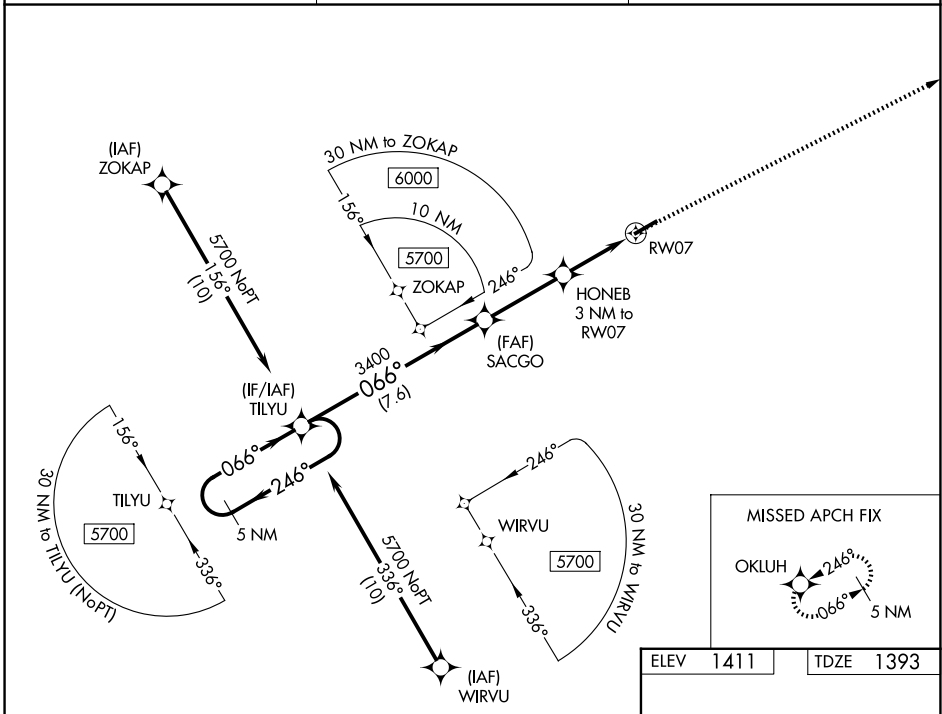 (IAF)
ZOKAP
5700 NoPT
156°
(10)
30 NM to ZOKAP
6000
156°
10 NM
5700
ZOKAP
246°
RW07
HONEB
3 NM to
RW07
(FAF)
SACGO
3400
066°
(7.6)
(IF/IAF)
TILYU
066°
246°
5 NM
156°
TILYU
5700
336°
30 NM to TILYU (NoPT)
5700 NoPT
336°
(10)
(IAF)
WIRVU
246°
WIRVU
5700
336°
30 NM to WIRVU
MISSED APCH FIX
OKLUH
246°
066°
5 NM
ELEV 1411
TDZE 1393